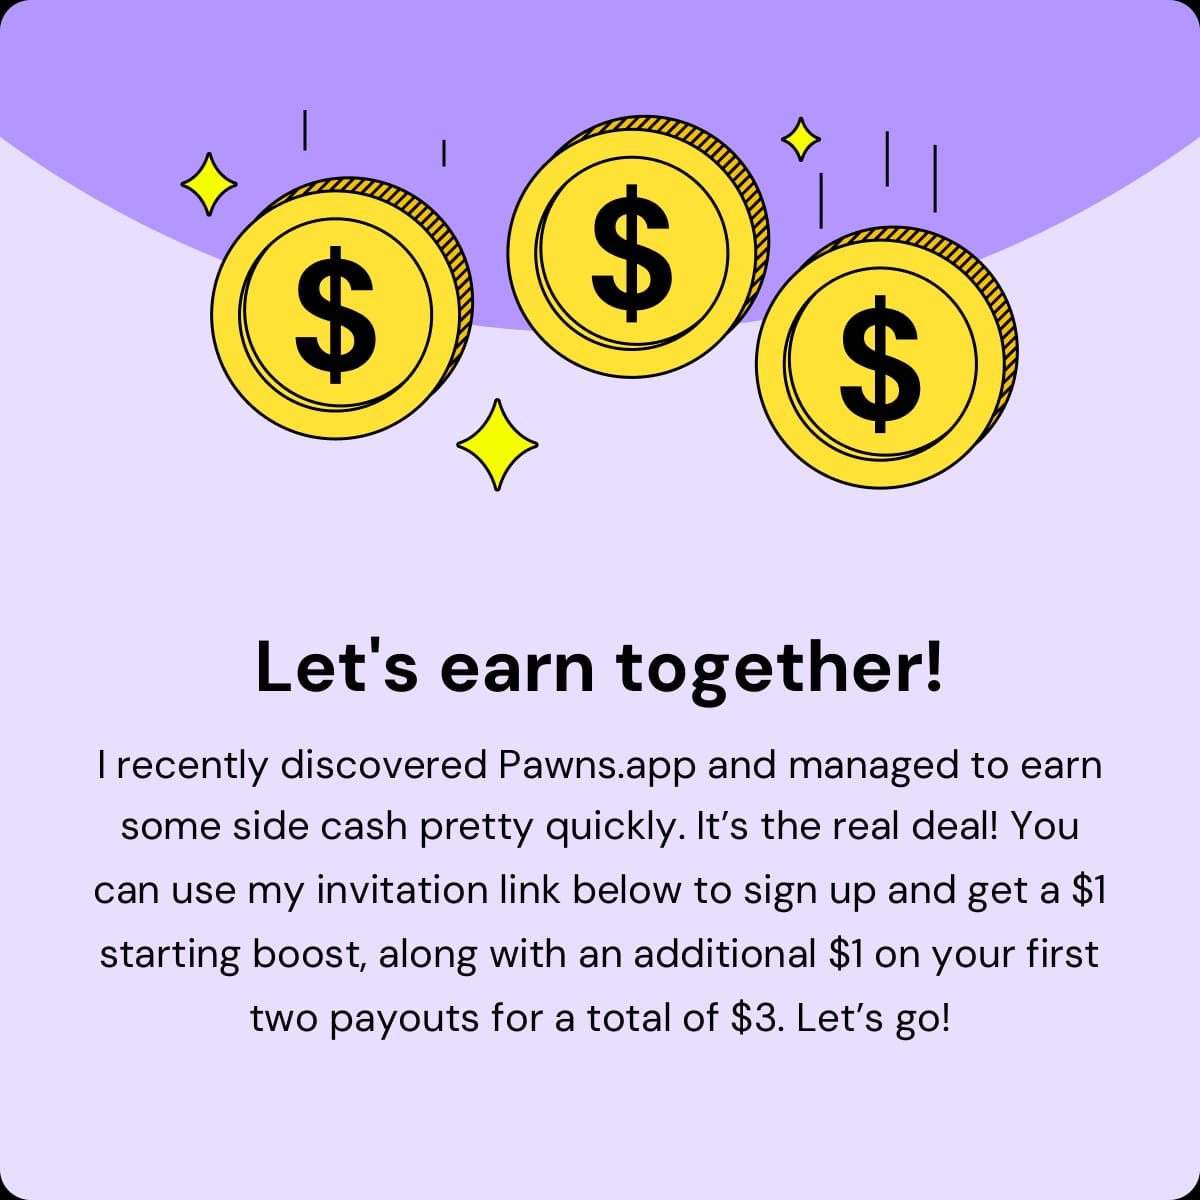 $
$
$
Let's earn together!
I recently discovered Pawns.app and managed to earn
some side cash pretty quickly. It’s the real deal! You
can use my invitation link below to sign up and get a $1
starting boost, along with an additional $1 on your first
two payouts for a total of $3. Let’s go!